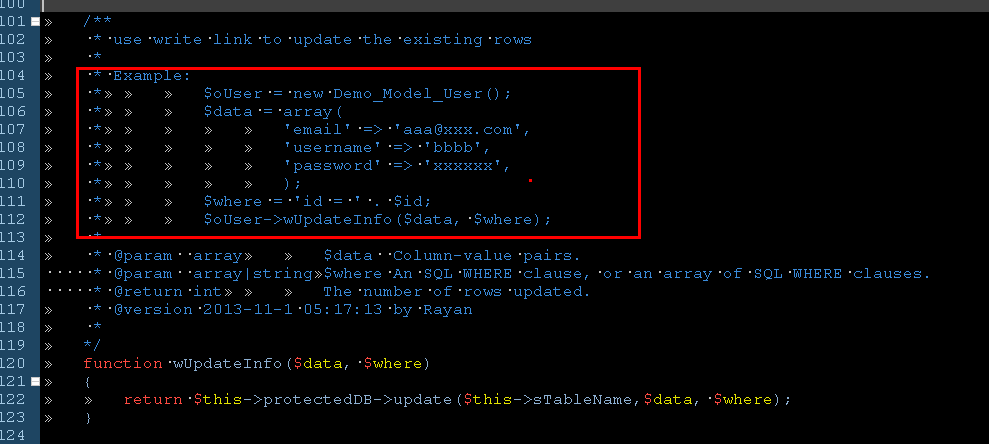 100
101 /**
102 * use write link to update the existing rows
103 *
104 * Example:
105 * $oUser = new Demo_Model_User();
106 * $data = array(
107 * 'email' => 'aaa@xxx.com',
108 * 'username' => 'bbbb',
109 * 'password' => 'xxxxxx',
110 * );
111 * $where = 'id = ' . $id;
112 * $oUser->wUpdateInfo($data, $where);
113 *
114 * @param array $data Column-value pairs.
115 * @param array|string $where An SQL WHERE clause, or an array of SQL WHERE clauses.
116 * @return int The number of rows updated.
117 * @version 2013-11-1 05:17:13 by Rayan
118 *
119 */
120 function wUpdateInfo($data, $where)
121 {
122 return $this->protectedDB->update($this->sTableName,$data, $where);
123 }
124